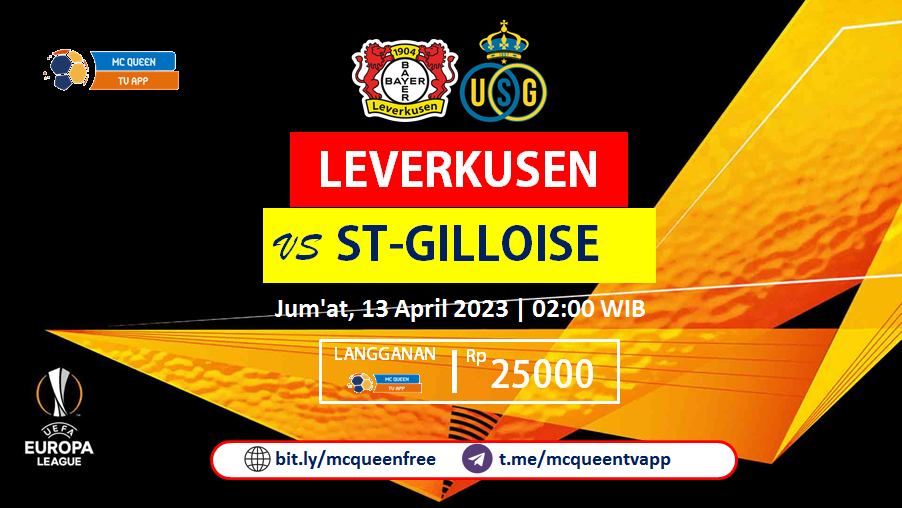 MC QUEEN
TV APP
1904
BAYER
BAYER
Leverkusen
USG
LEVERKUSEN
VS ST-GILLOISE
Jum'at, 13 April 2023 | 02:00 WIB
LANGGANAN | Rp 25000
MC QUEEN
TV APP
UEFA
EUROPA
LEAGUE
bit.ly/mcqueenfree t.me/mcqueentvapp